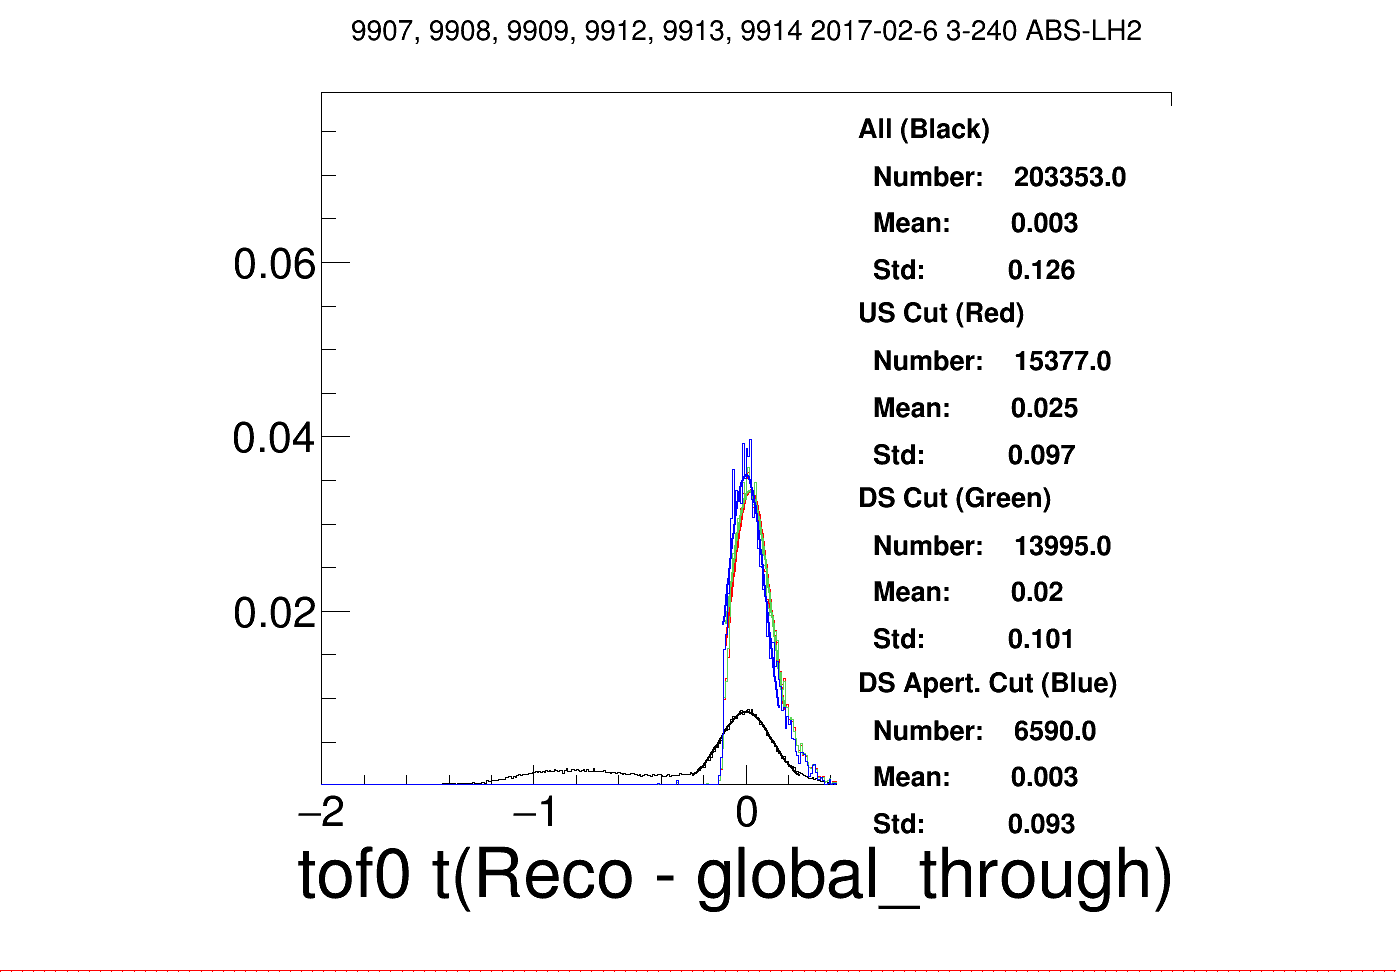 9907, 9908, 9909, 9912, 9913, 9914 2017-02-6 3-240 ABS-LH2
All (Black)
Number: 203353.0
Mean: 0.003
Std: 0.126
US Cut (Red)
Number: 15377.0
Mean: 0.025
Std: 0.097
DS Cut (Green)
Number: 13995.0
Mean: 0.02
Std: 0.101
DS Apert. Cut (Blue)
Number: 6590.0
Mean: 0.003
Std: 0.093
0.06
0.04
0.02
−2 −1 0
tof0 t(Reco - global_through)